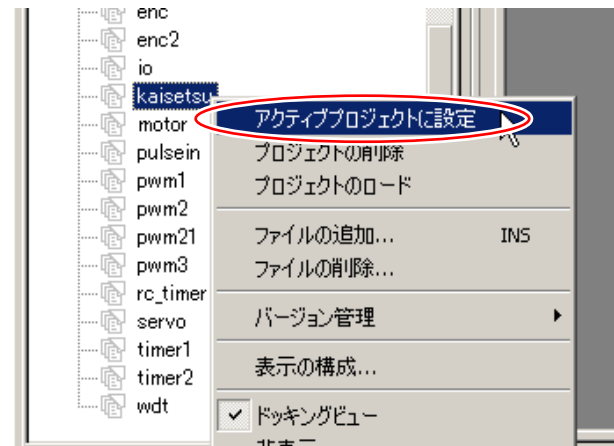 enc
enc2
io
kaisetsu
motor
pulsein
pwm1
pwm2
pwm21
pwm3
rc_timer
servo
timer1
timer2
wdt
アクティブプロジェクトに設定
プロジェクトの削除
プロジェクトのロード
ファイルの追加... INS
ファイルの削除...
バージョン管理
表示の構成...
ドッキングビュー
非表示